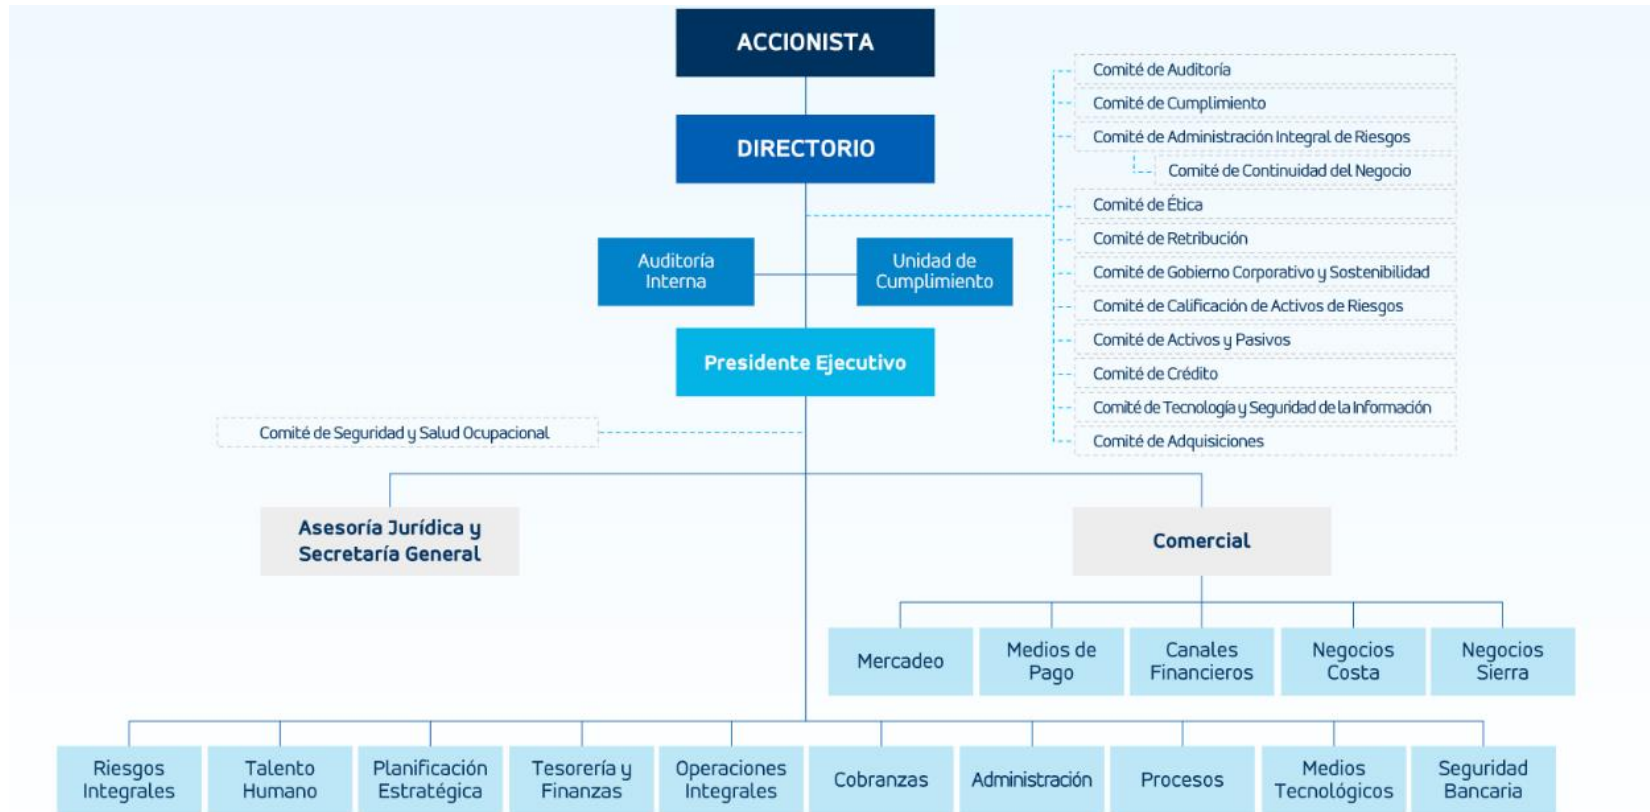 ACCIONISTA
DIRECTORIO
Comité de Auditoría
Comité de Cumplimiento
Comité de Administración Integral de Riesgos
Comité de Continuidad del Negocio
Comité de Ética
Comité de Retribución
Comité de Gobierno Corporativo y Sostenibilidad
Comité de Calificación de Activos de Riesgos
Comité de Activos y Pasivos
Comité de Crédito
Comité de Tecnología y Seguridad de la Información
Comité de Adquisiciones
Auditoría
Interna
Unidad de
Cumplimiento
Presidente Ejecutivo
Comité de Seguridad y Salud Ocupacional
Asesoría Jurídica y
Secretaría General
Comercial
Mercadeo
Medios de
Pago
Canales
Financieros
Negocios
Costa
Negocios
Sierra
Riesgos
Integrales
Talento
Humano
Planificación
Estratégica
Tesorería y
Finanzas
Operaciones
Integrales
Cobranzas
Administración
Procesos
Medios
Tecnológicos
Seguridad
Bancaria